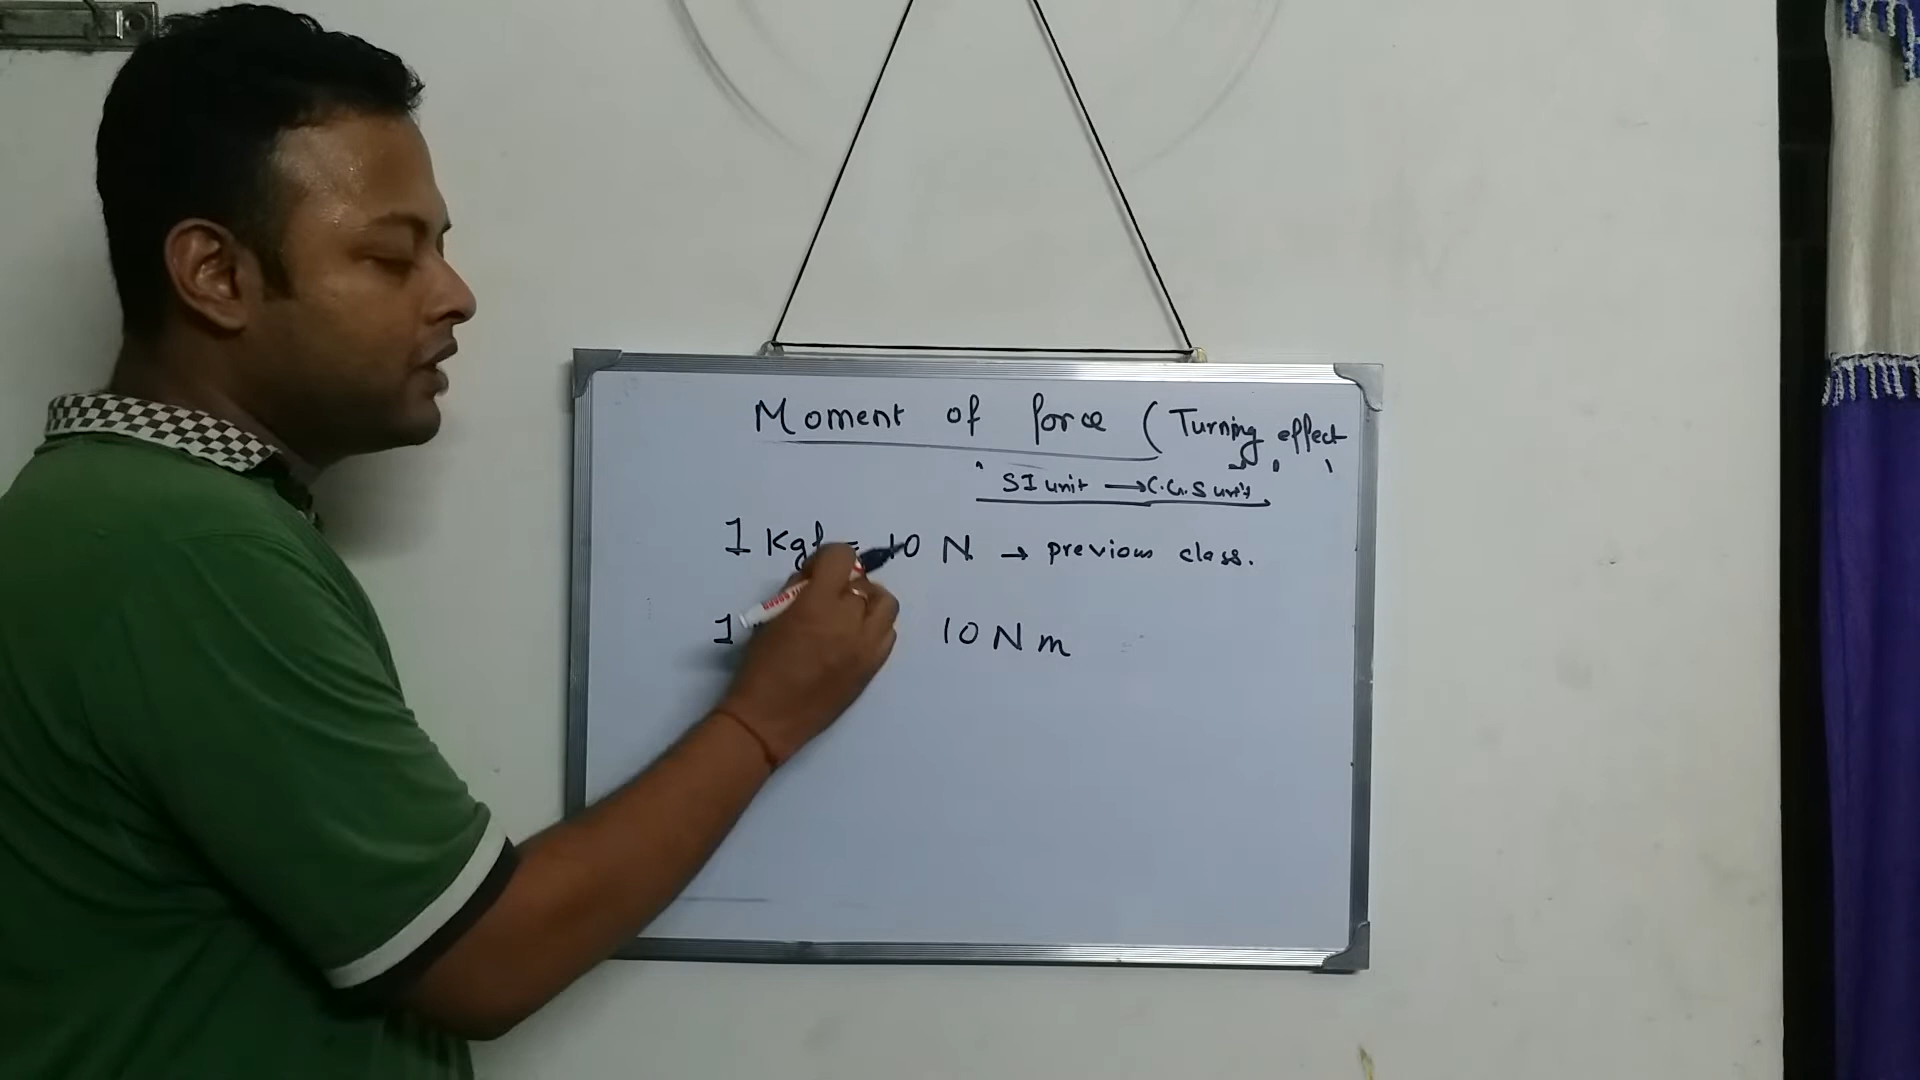 Moment of force (Turning effect
SI unit → C.G.S unit
1 Kgf = 10 N → previous class.
1 10 N m